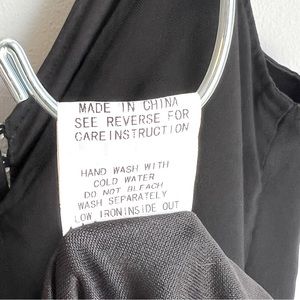 MADE IN CHINA
SEE REVERSE FOR
CAREINSTRUCTION
HAND WASH WITH
COLD WATER
DO NOT BLEACH
WASH SEPARATELY
LOW IRONINSIDE OUT